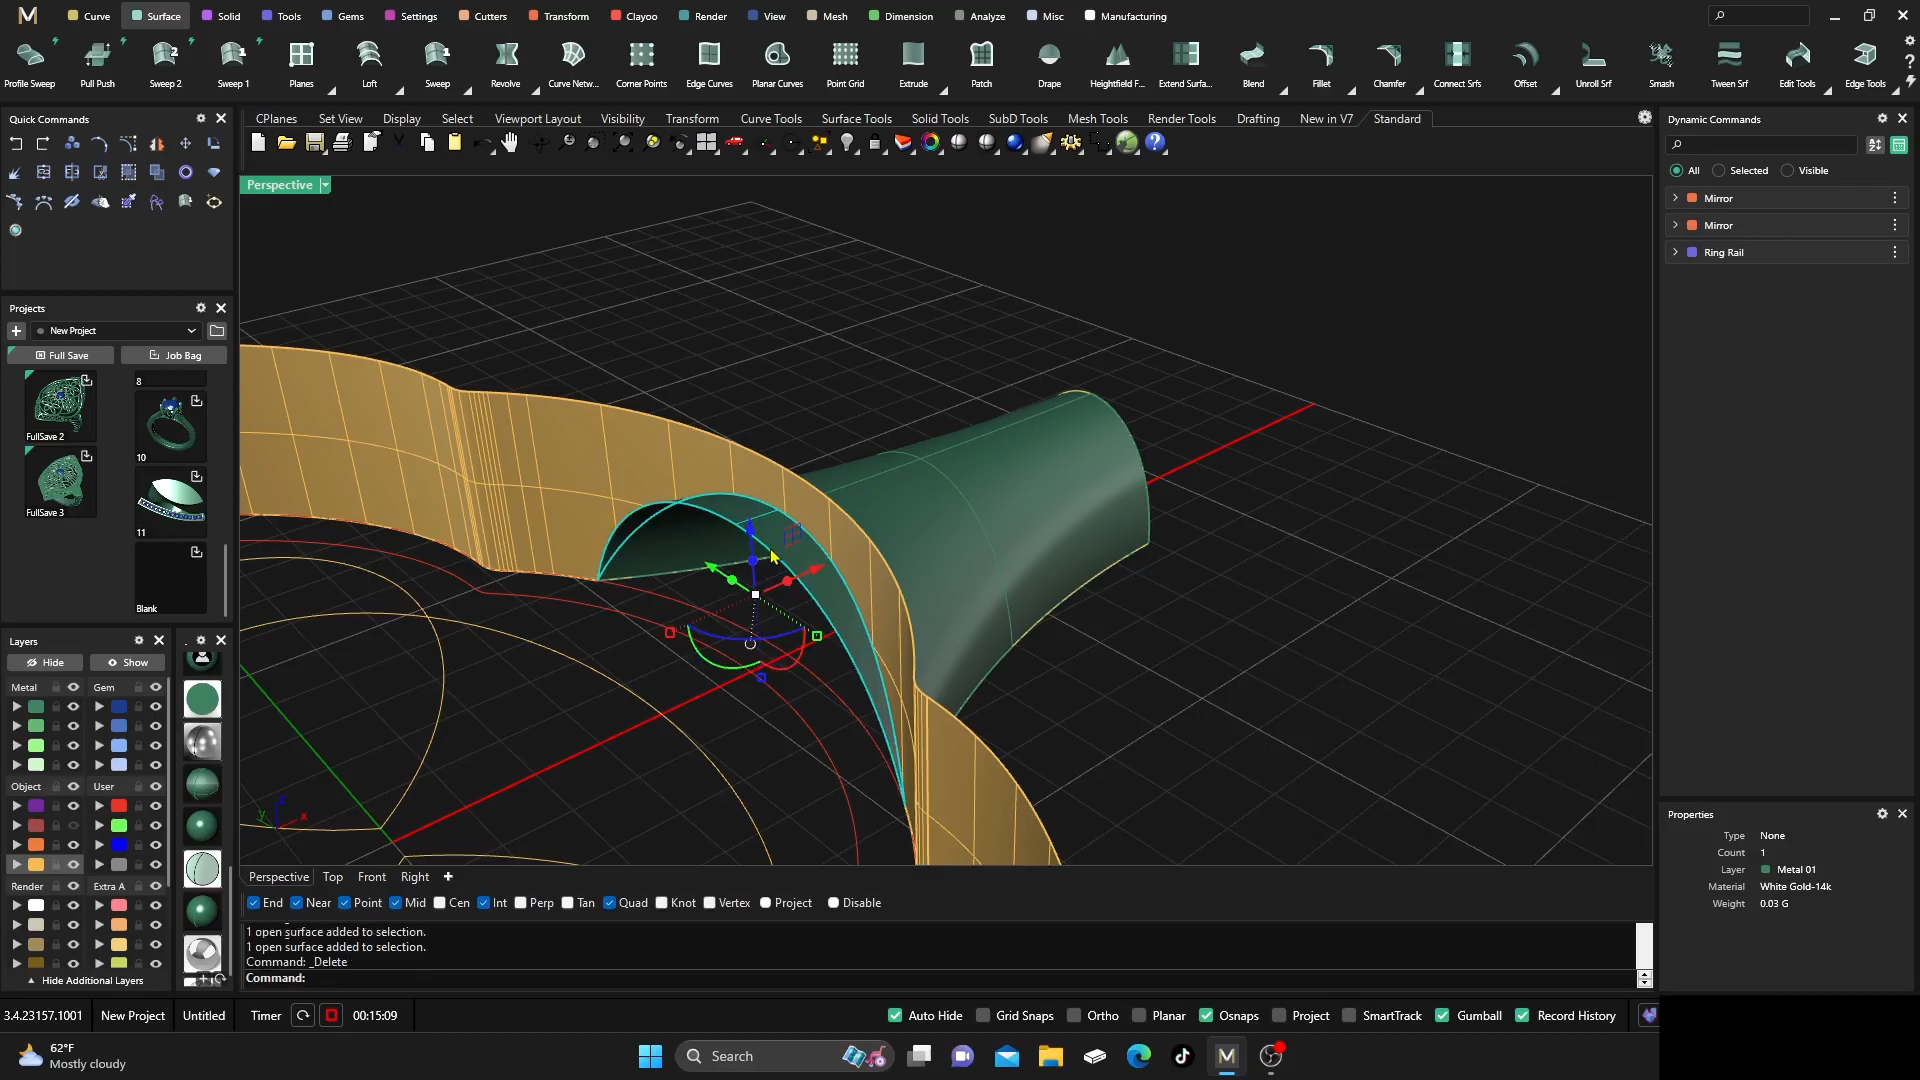 Curve Surface Solid Tools Gems Settings Cutters Transform Clayoo Render View Mesh Dimension Analyze Misc Manufacturing
Profile Sweep Pull Push Sweep 2 Sweep 1 Planes Loft Sweep Revolve Curve Netw... Corner Points Edge Curves Planar Curves Point Grid Extrude Patch Drape Heightfield F... Extend Surfa... Blend Fillet Chamfer Connect Srfs Offset Unroll Srf Smash Tween Srf Edit Tools Edge Tools
Quick Commands
CPlanes Set View Display Select Viewport Layout Visibility Transform Curve Tools Surface Tools Solid Tools SubD Tools Mesh Tools Render Tools Drafting New in V7 Standard
Dynamic Commands
All Selected Visible
Perspective
Mirror
Mirror
Ring Rail
Projects
New Project
Full Save Job Bag
8
FullSave 2
10
FullSave 3
11
Blank
Layers
Hide Show
Metal Gem
Object User
Render Extra A
Hide Additional Layers
z
y x
Perspective Top Front Right
End Near Point Mid Cen Int Perp Tan Quad Knot Vertex Project Disable
1 open surface added to selection.
1 open surface added to selection.
Command: _Delete
Command:
Properties
Type None
Count 1
Layer Metal 01
Material White Gold-14k
Weight 0.03 G
3.4.23157.1001 New Project Untitled Timer 00:15:09 Auto Hide Grid Snaps Ortho Planar Osnaps Project SmartTrack Gumball Record History
62°F
Mostly cloudy
Search